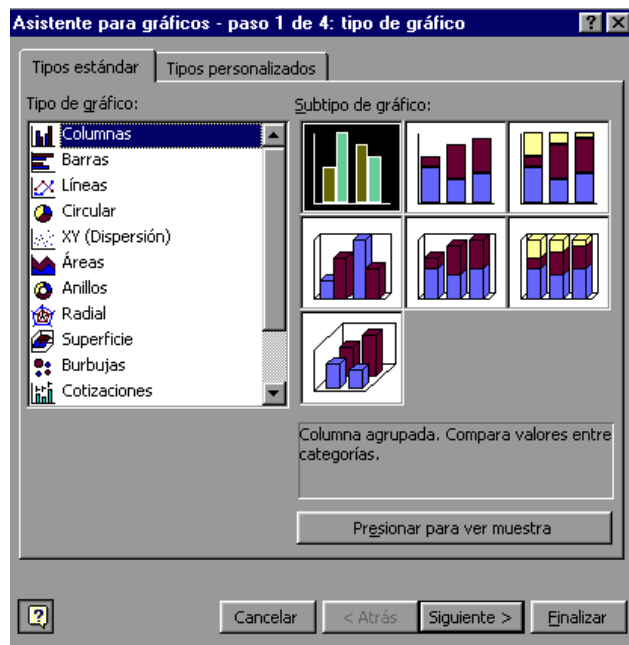 Asistente para gráficos - paso 1 de 4: tipo de gráfico
Tipos estándar
Tipos personalizados
Tipo de gráfico:
Columnas
Barras
Líneas
Circular
XY (Dispersión)
Áreas
Anillos
Radial
Superficie
Burbujas
Cotizaciones
Subtipo de gráfico:
Columna agrupada. Compara valores entre
categorías.
Presionar para ver muestra
Cancelar
< Atrás
Siguiente >
Finalizar